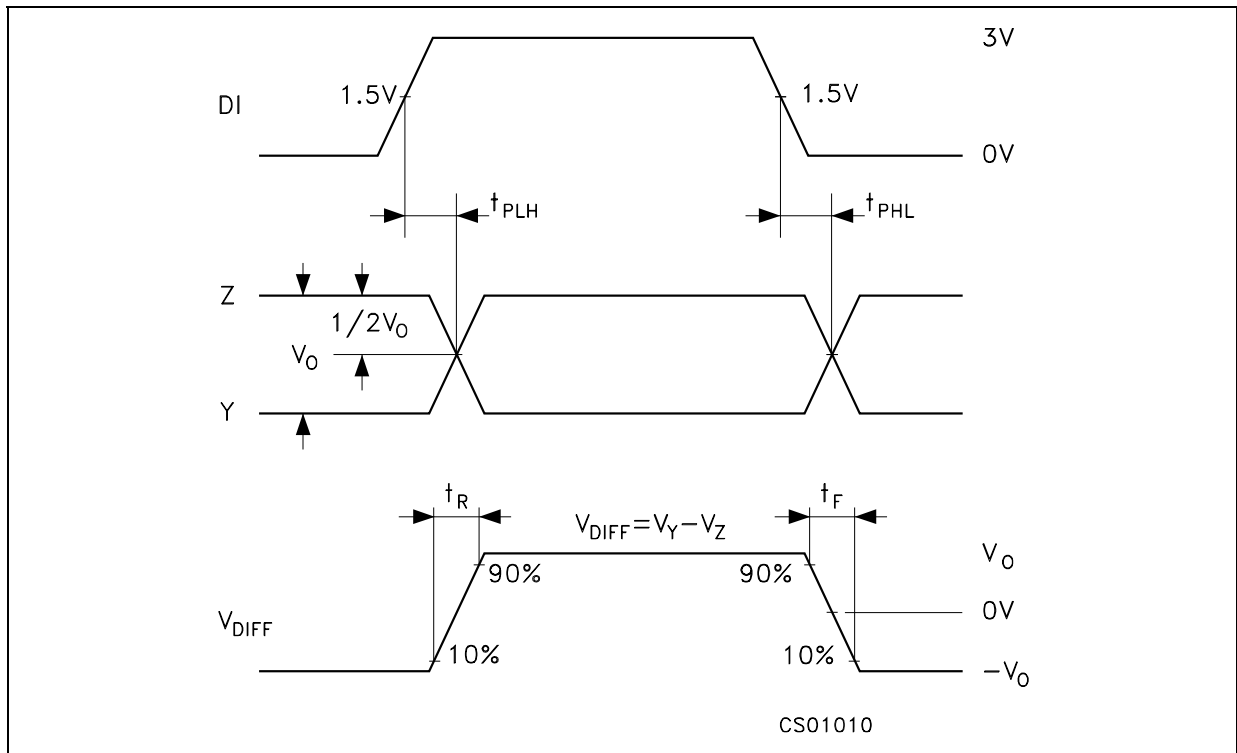 3V
DI
1.5V
1.5V
0V
tPLH
tPHL
Z
1/2VO
VO
Y
tR
VDIFF=VY-VZ
tF
90%
90%
VO
0V
VDIFF
10%
10%
-VO
CS01010